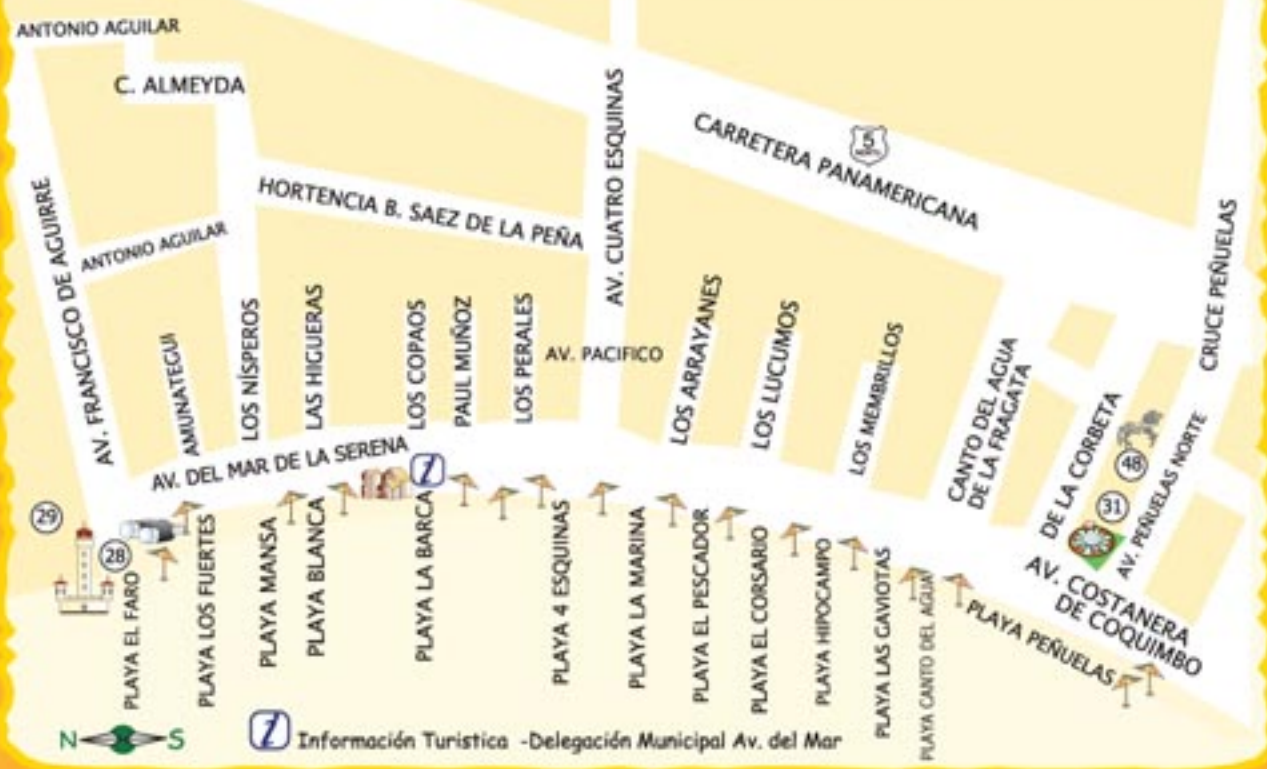 ANTONIO AGUILAR
C. ALMEYDA
AV. CUATRO ESQUINAS
CARRETERA PANAMERICANA
5
NORTE
CRUCE PEÑUELAS
AV. FRANCISCO DE AGUIRRE
HORTENCIA B. SAEZ DE LA PEÑA
ANTONIO AGUILAR
AMUNATEGUI
LOS NÍSPEROS
LAS HIGUERAS
LOS COPAOS
PAUL MUÑOZ
LOS PERALES
AV. PACIFICO
LOS ARRAYANES
LOS LUCUMOS
LOS MEMBRILLOS
CANTO DEL AGUA
DE LA FRAGATA
DE LA CORBETA
48
31
AV. PEÑUELAS NORTE
AV. DEL MAR DE LA SERENA
i
AV. COSTANERA
DE COQUIMBO
29
28
PLAYA EL FARO
PLAYA LOS FUERTES
PLAYA MANSA
PLAYA BLANCA
PLAYA LA BARCA
PLAYA 4 ESQUINAS
PLAYA LA MARINA
PLAYA EL PESCADOR
PLAYA EL CORSARIO
PLAYA HIPOCAMPO
PLAYA LAS GAVIOTAS
PLAYA CANTO DEL AGUA
PLAYA PEÑUELAS
N S
i Información Turistica -Delegación Municipal Av. del Mar